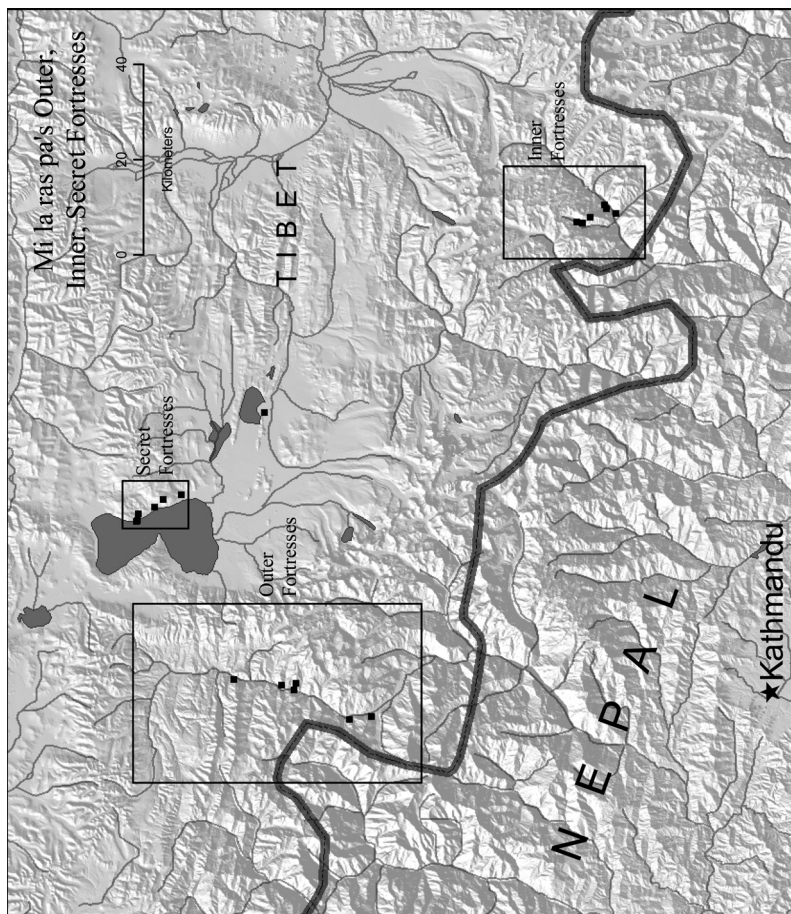 Mi la ras pa's Outer,
Inner, Secret Fortresses
0 20 40
Kilometers
TIBET
Secret
Fortresses
Outer
Fortresses
Inner
Fortresses
NEPAL
★Kathmandu